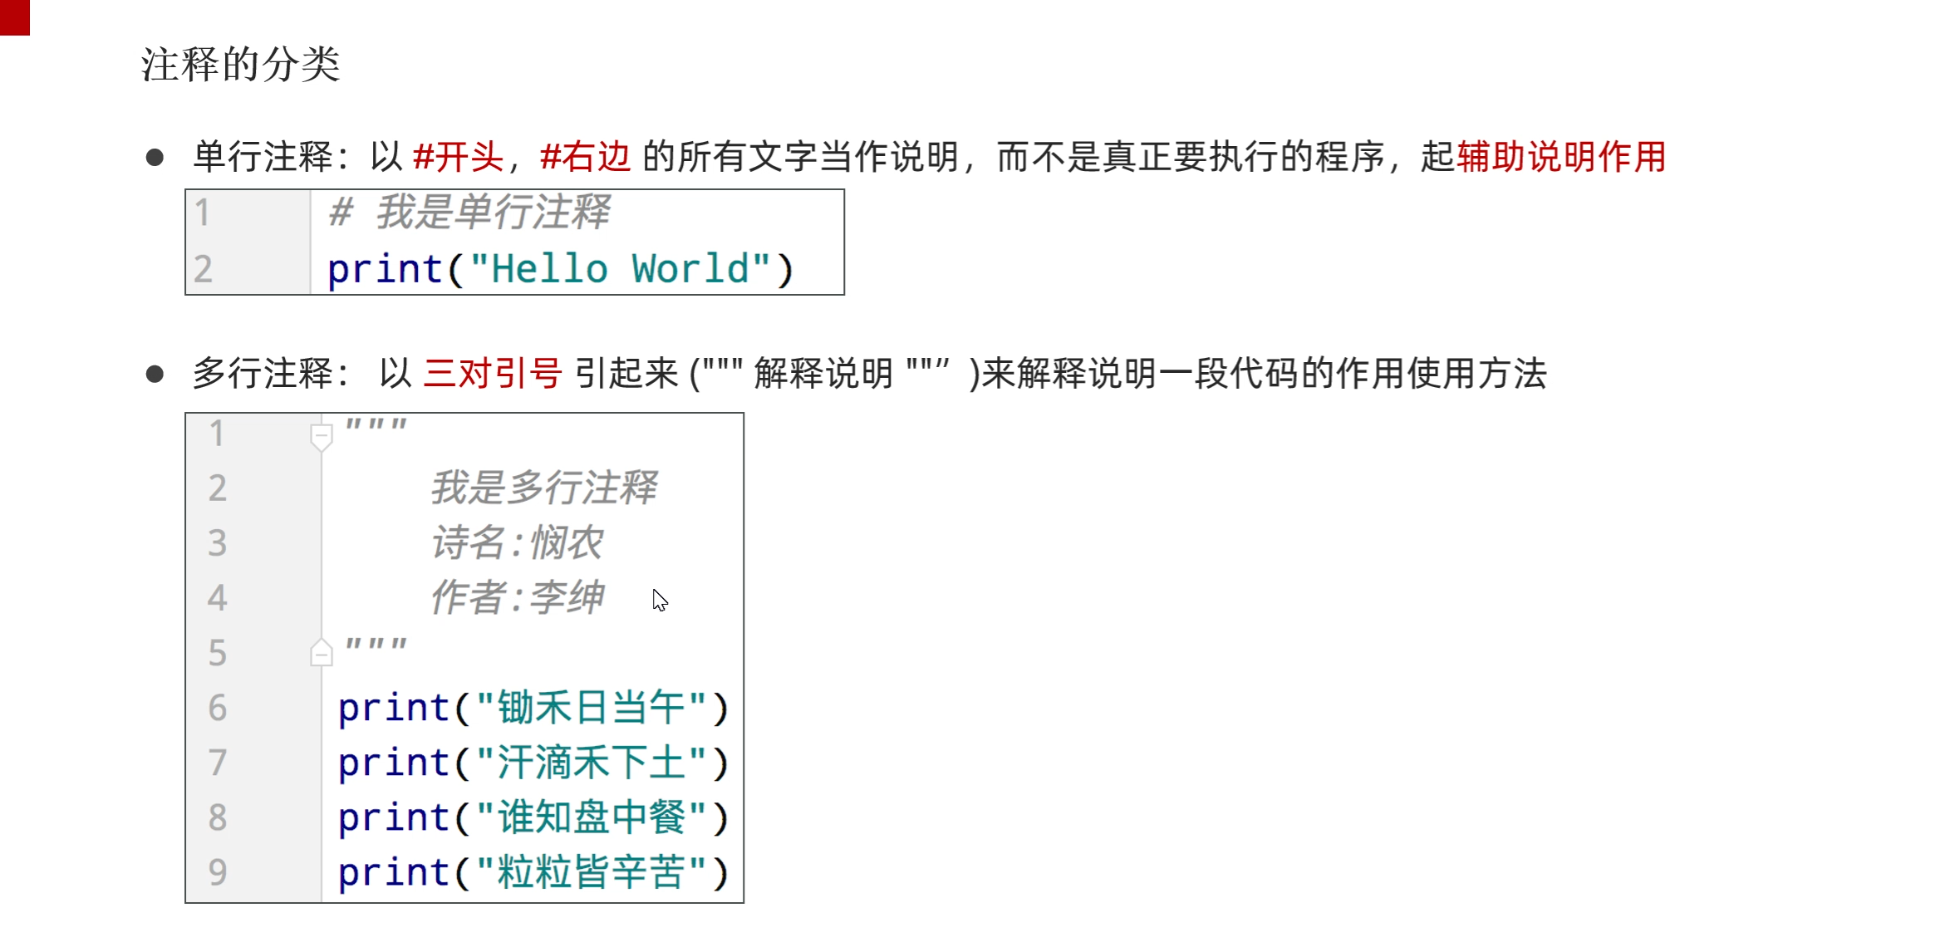 注释的分类
● 单行注释：以 #开头，#右边 的所有文字当作说明，而不是真正要执行的程序，起辅助说明作用
1 # 我是单行注释
2 print("Hello World")
● 多行注释： 以 三对引号 引起来 (""" 解释说明 ""” )来解释说明一段代码的作用使用方法
1 """
2 我是多行注释
3 诗名:悯农
4 作者:李绅
5 """
6 print("锄禾日当午")
7 print("汗滴禾下土")
8 print("谁知盘中餐")
9 print("粒粒皆辛苦")